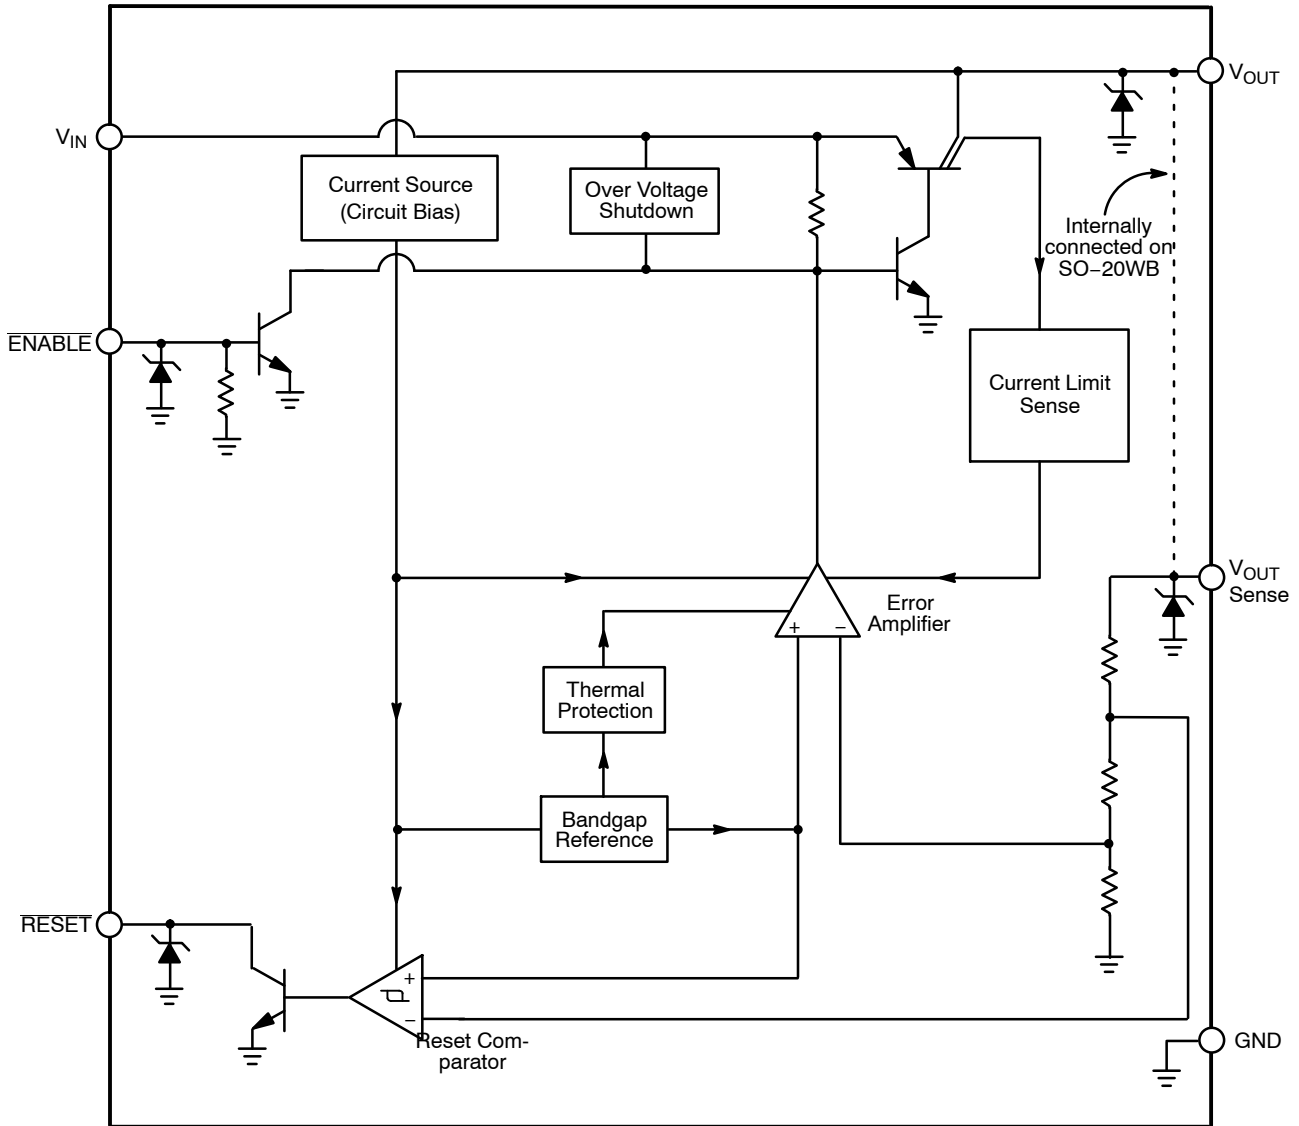 VOUT
VIN
Current Source
(Circuit Bias)
Over Voltage
Shutdown
Internally
connected on
SO−20WB
ENABLE
Current Limit
Sense
VOUT
Sense
Error
Amplifier
+ −
Thermal
Protection
Bandgap
Reference
RESET
+
−
Reset Com-
parator
GND